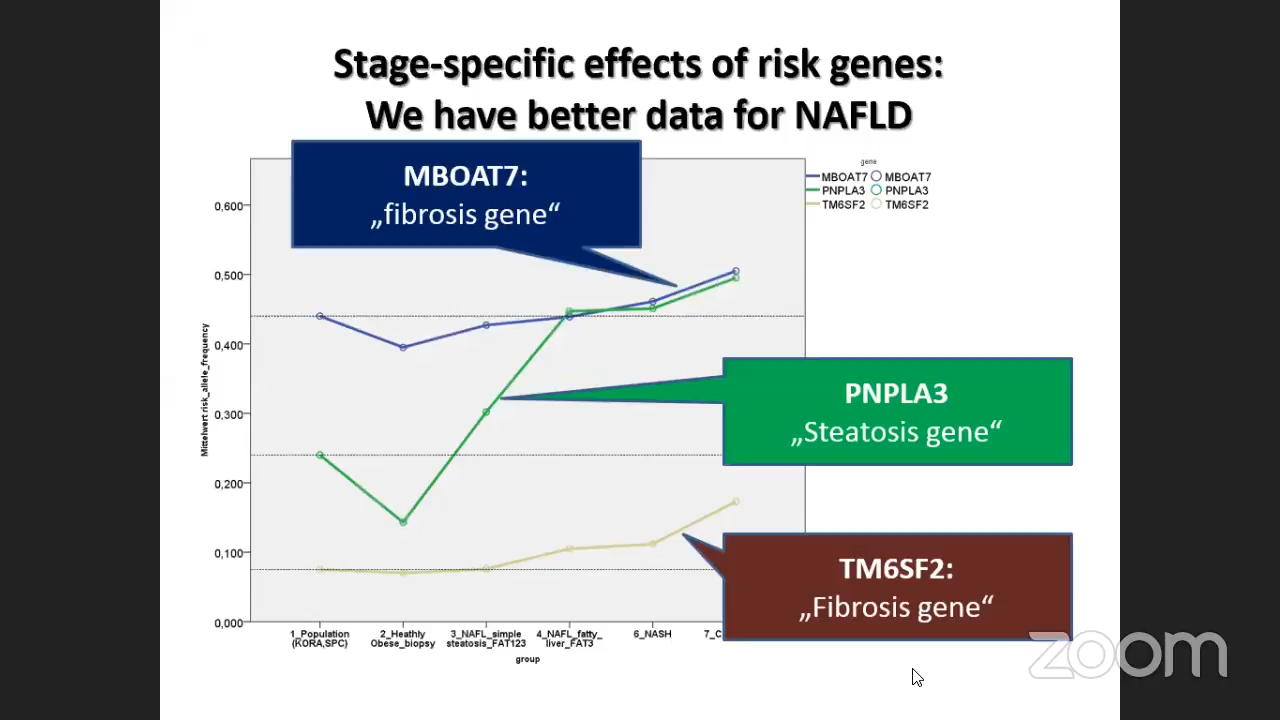 Stage-specific effects of risk genes:
We have better data for NAFLD
MBOAT7:
„fibrosis gene“
gene
MBOAT7 MBOAT7
PNPLA3 PNPLA3
TM6SF2 TM6SF2
0,600
0,500
0,400
0,300
0,200
0,100
0,000
Mittelwert risk_allele_frequency
PNPLA3
„Steatosis gene“
TM6SF2:
„Fibrosis gene“
1_Population
(KORA,SPC)
2_Heathly
Obese_biopsy
3_NAFL_simple
steatosis_FAT123
4_NAFL_fatty_
liver_FAT3
6_NASH
group
zoom